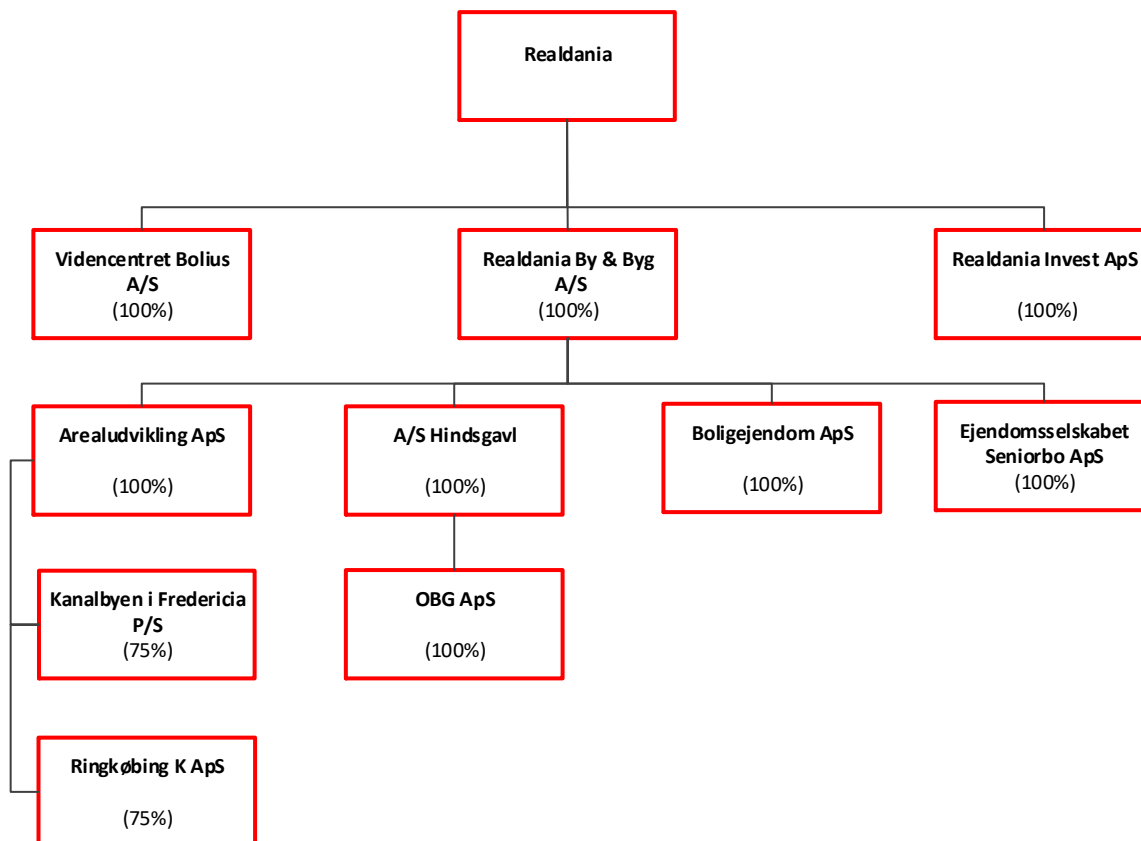 Realdania
Videncentret Bolius
A/S
(100%)
Realdania By & Byg
A/S
(100%)
Realdania Invest ApS
(100%)
Arealudvikling ApS
(100%)
A/S Hindsgavl
(100%)
Boligejendom ApS
(100%)
Ejendomsselskabet
Seniorbo ApS
(100%)
Kanalbyen i Fredericia
P/S
(75%)
OBG ApS
(100%)
Ringkøbing K ApS
(75%)